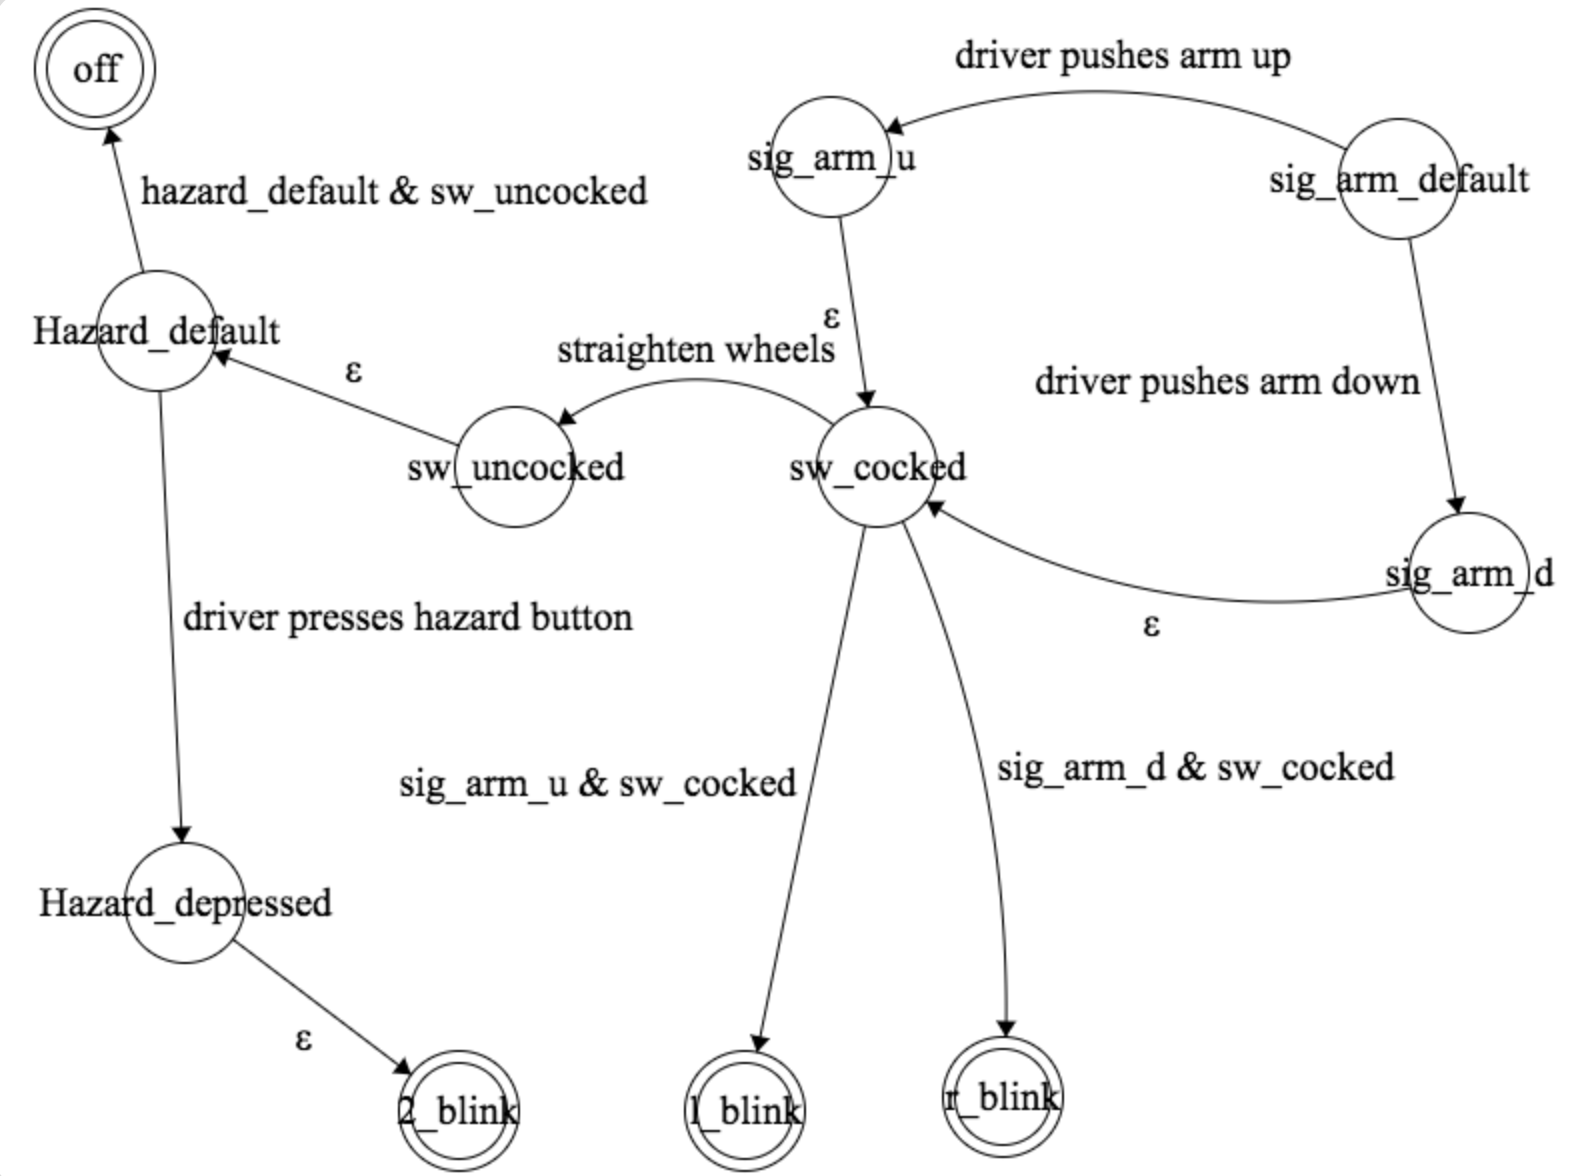 off
driver pushes arm up
sig_arm_u
sig_arm_default
hazard_default & sw_uncocked
Hazard_default
ε
straighten wheels
ε
driver pushes arm down
sw_uncocked
sw_cocked
sig_arm_d
ε
driver presses hazard button
sig_arm_u & sw_cocked
sig_arm_d & sw_cocked
Hazard_depressed
ε
2_blink
l_blink
r_blink